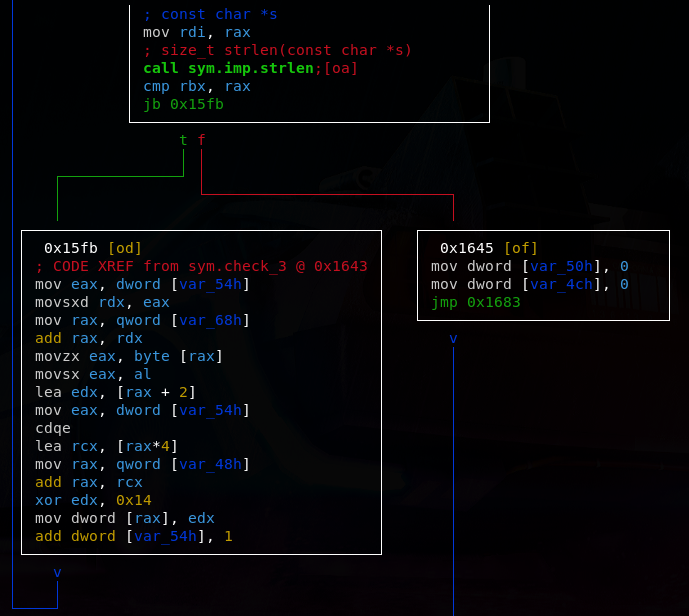 ; const char *s
mov rdi, rax
; size_t strlen(const char *s)
call sym.imp.strlen;[oa]
cmp rbx, rax
jb 0x15fb
t f
0x15fb [od]
; CODE XREF from sym.check_3 @ 0x1643
mov eax, dword [var_54h]
movsxd rdx, eax
mov rax, qword [var_68h]
add rax, rdx
movzx eax, byte [rax]
movsx eax, al
lea edx, [rax + 2]
mov eax, dword [var_54h]
cdqe
lea rcx, [rax*4]
mov rax, qword [var_48h]
add rax, rcx
xor edx, 0x14
mov dword [rax], edx
add dword [var_54h], 1
v
0x1645 [of]
mov dword [var_50h], 0
mov dword [var_4ch], 0
jmp 0x1683
v